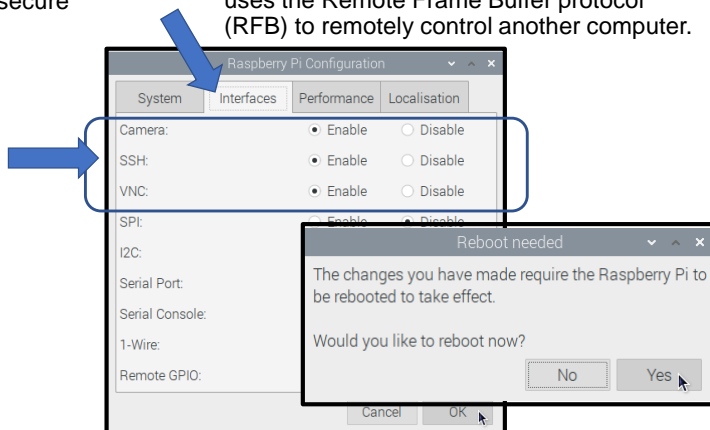 secure
uses the Remote Frame Buffer protocol
(RFB) to remotely control another computer.
Raspberry Pi Configuration
System Interfaces Performance Localisation
Camera: Enable Disable
SSH: Enable Disable
VNC: Enable Disable
SPI: Enable Disable
I2C:
Serial Port:
Serial Console:
1-Wire:
Remote GPIO:
Cancel OK
Reboot needed
The changes you have made require the Raspberry Pi to
be rebooted to take effect.
Would you like to reboot now?
No Yes